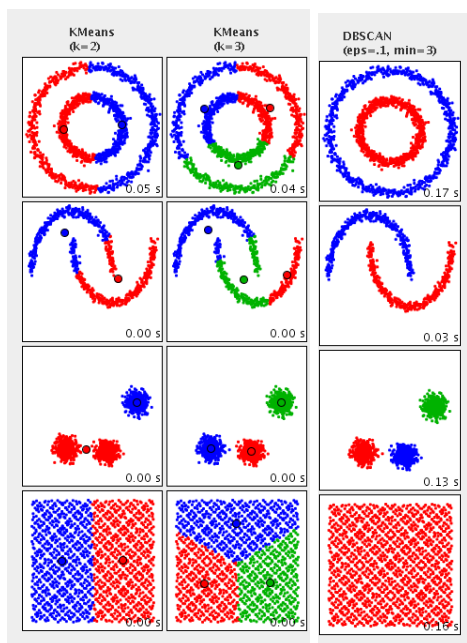 KMeans
(k=2)
KMeans
(k=3)
DBSCAN
(eps=.1, min=3)
0.05 s
0.04 s
0.17 s
0.00 s
0.00 s
0.03 s
0.00 s
0.00 s
0.13 s
0.00 s
0.00 s
0.16 s